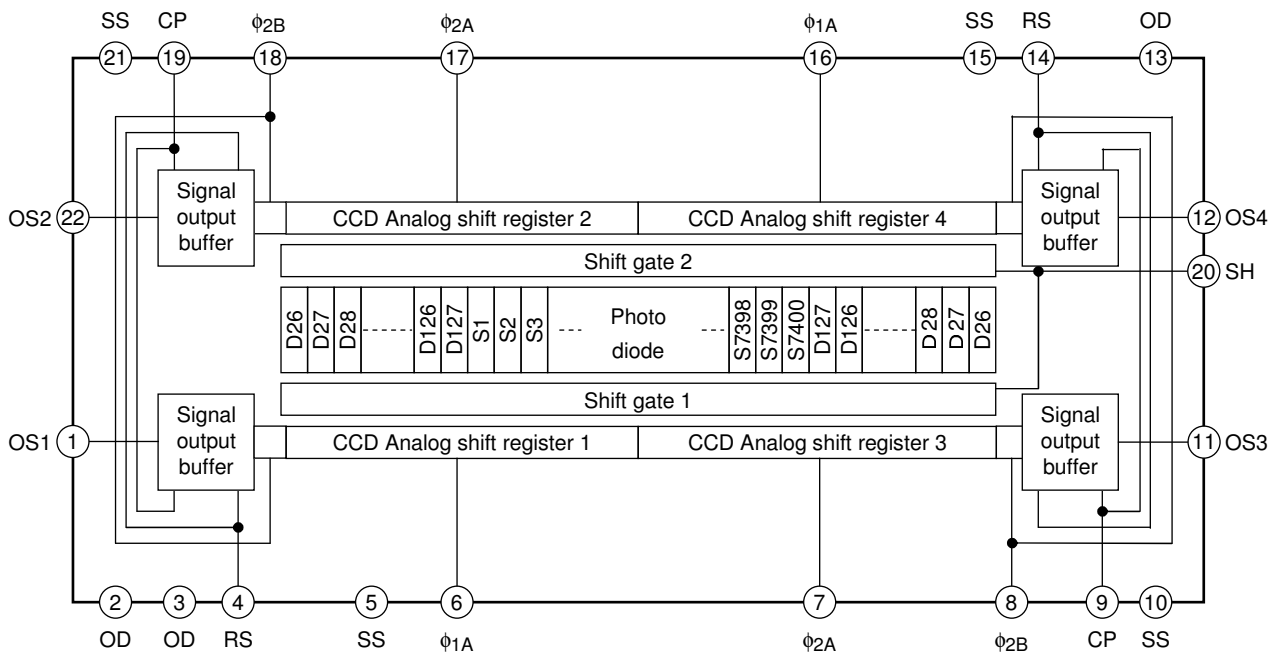 SS CP ϕ2B ϕ2A ϕ1A SS RS OD
21 19 18 17 16 15 14 13
Signal
output
buffer
Signal
output
buffer
OS2 22 CCD Analog shift register 2 CCD Analog shift register 4 12 OS4
Shift gate 2 20 SH
D26 D27 D28 D126 D127 S1 S2 S3 Photo diode S7398 S7399 S7400 D127 D126 D28 D27 D26
Shift gate 1
Signal
output
buffer
Signal
output
buffer
OS1 1 CCD Analog shift register 1 CCD Analog shift register 3 11 OS3
2 3 4 5 6 7 8 9 10
OD OD RS SS ϕ1A ϕ2A ϕ2B CP SS